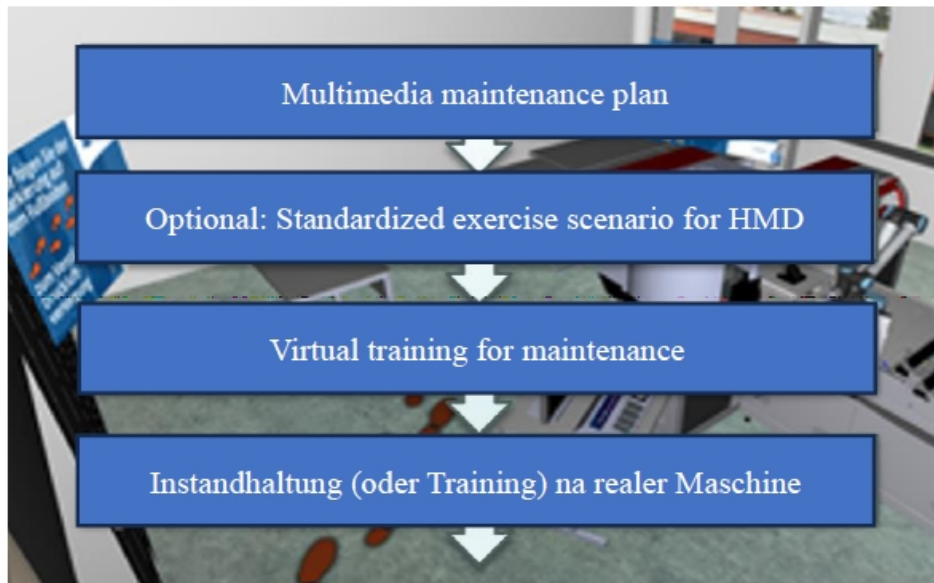 Multimedia maintenance plan
Optional: Standardized exercise scenario for HMD
Virtual training for maintenance
Instandhaltung (oder Training) na realer Maschine